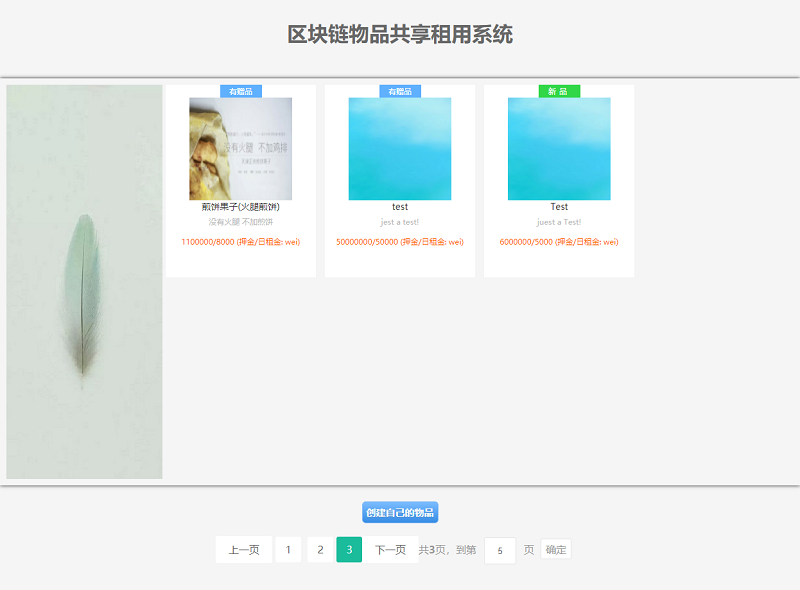 区块链物品共享租用系统
有赠品
没有火腿 不加鸡排
煎饼果子(火腿煎饼)
没有火腿 不加煎饼
1100000/8000 (押金/日租金: wei)
有赠品
test
jest a test!
50000000/50000 (押金/日租金: wei)
新 品
Test
juest a Test!
6000000/5000 (押金/日租金: wei)
创建自己的物品
上一页 1 2 3 下一页 共3页，到第 5 页 确定